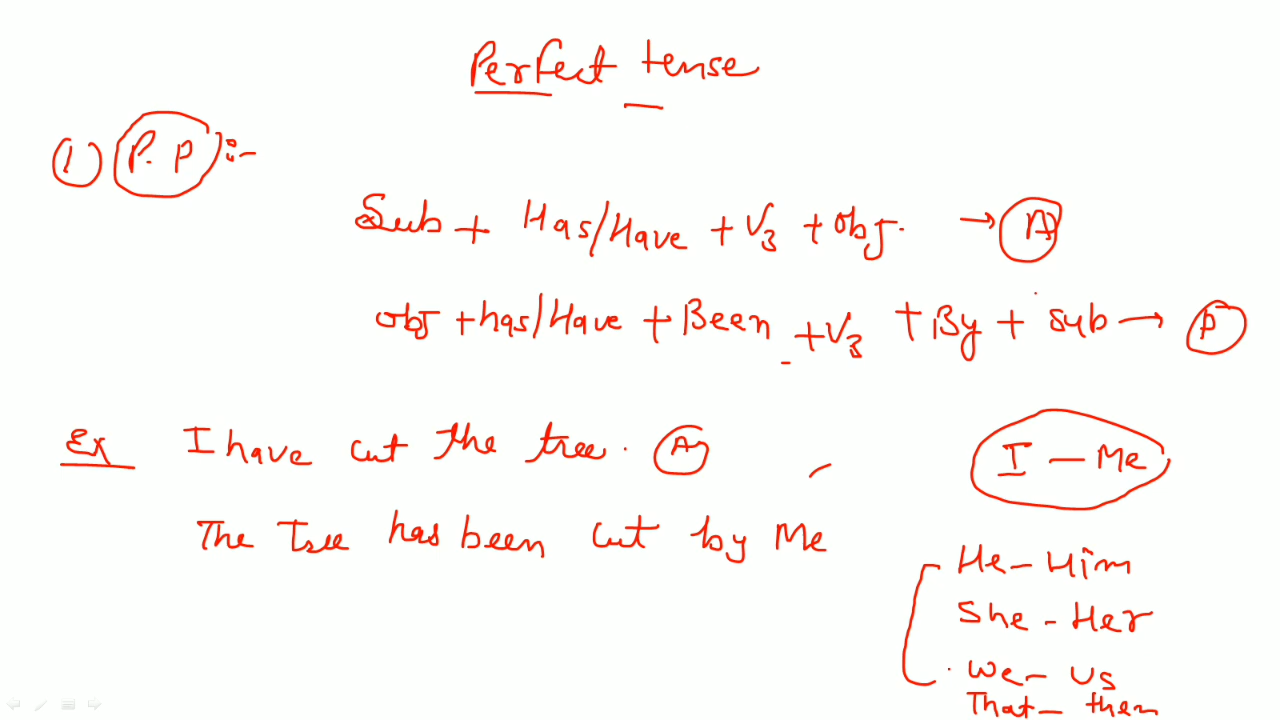 Perfect tense
1) P.P :-
Sub + Has/Have + V3 + obj. → A
obj + has/Have + Been + V3 + By + Sub → P
Ex I have cut the tree. A
The Tree has been cut by Me
I - Me
He - Him
She - Her
We - Us
That - then